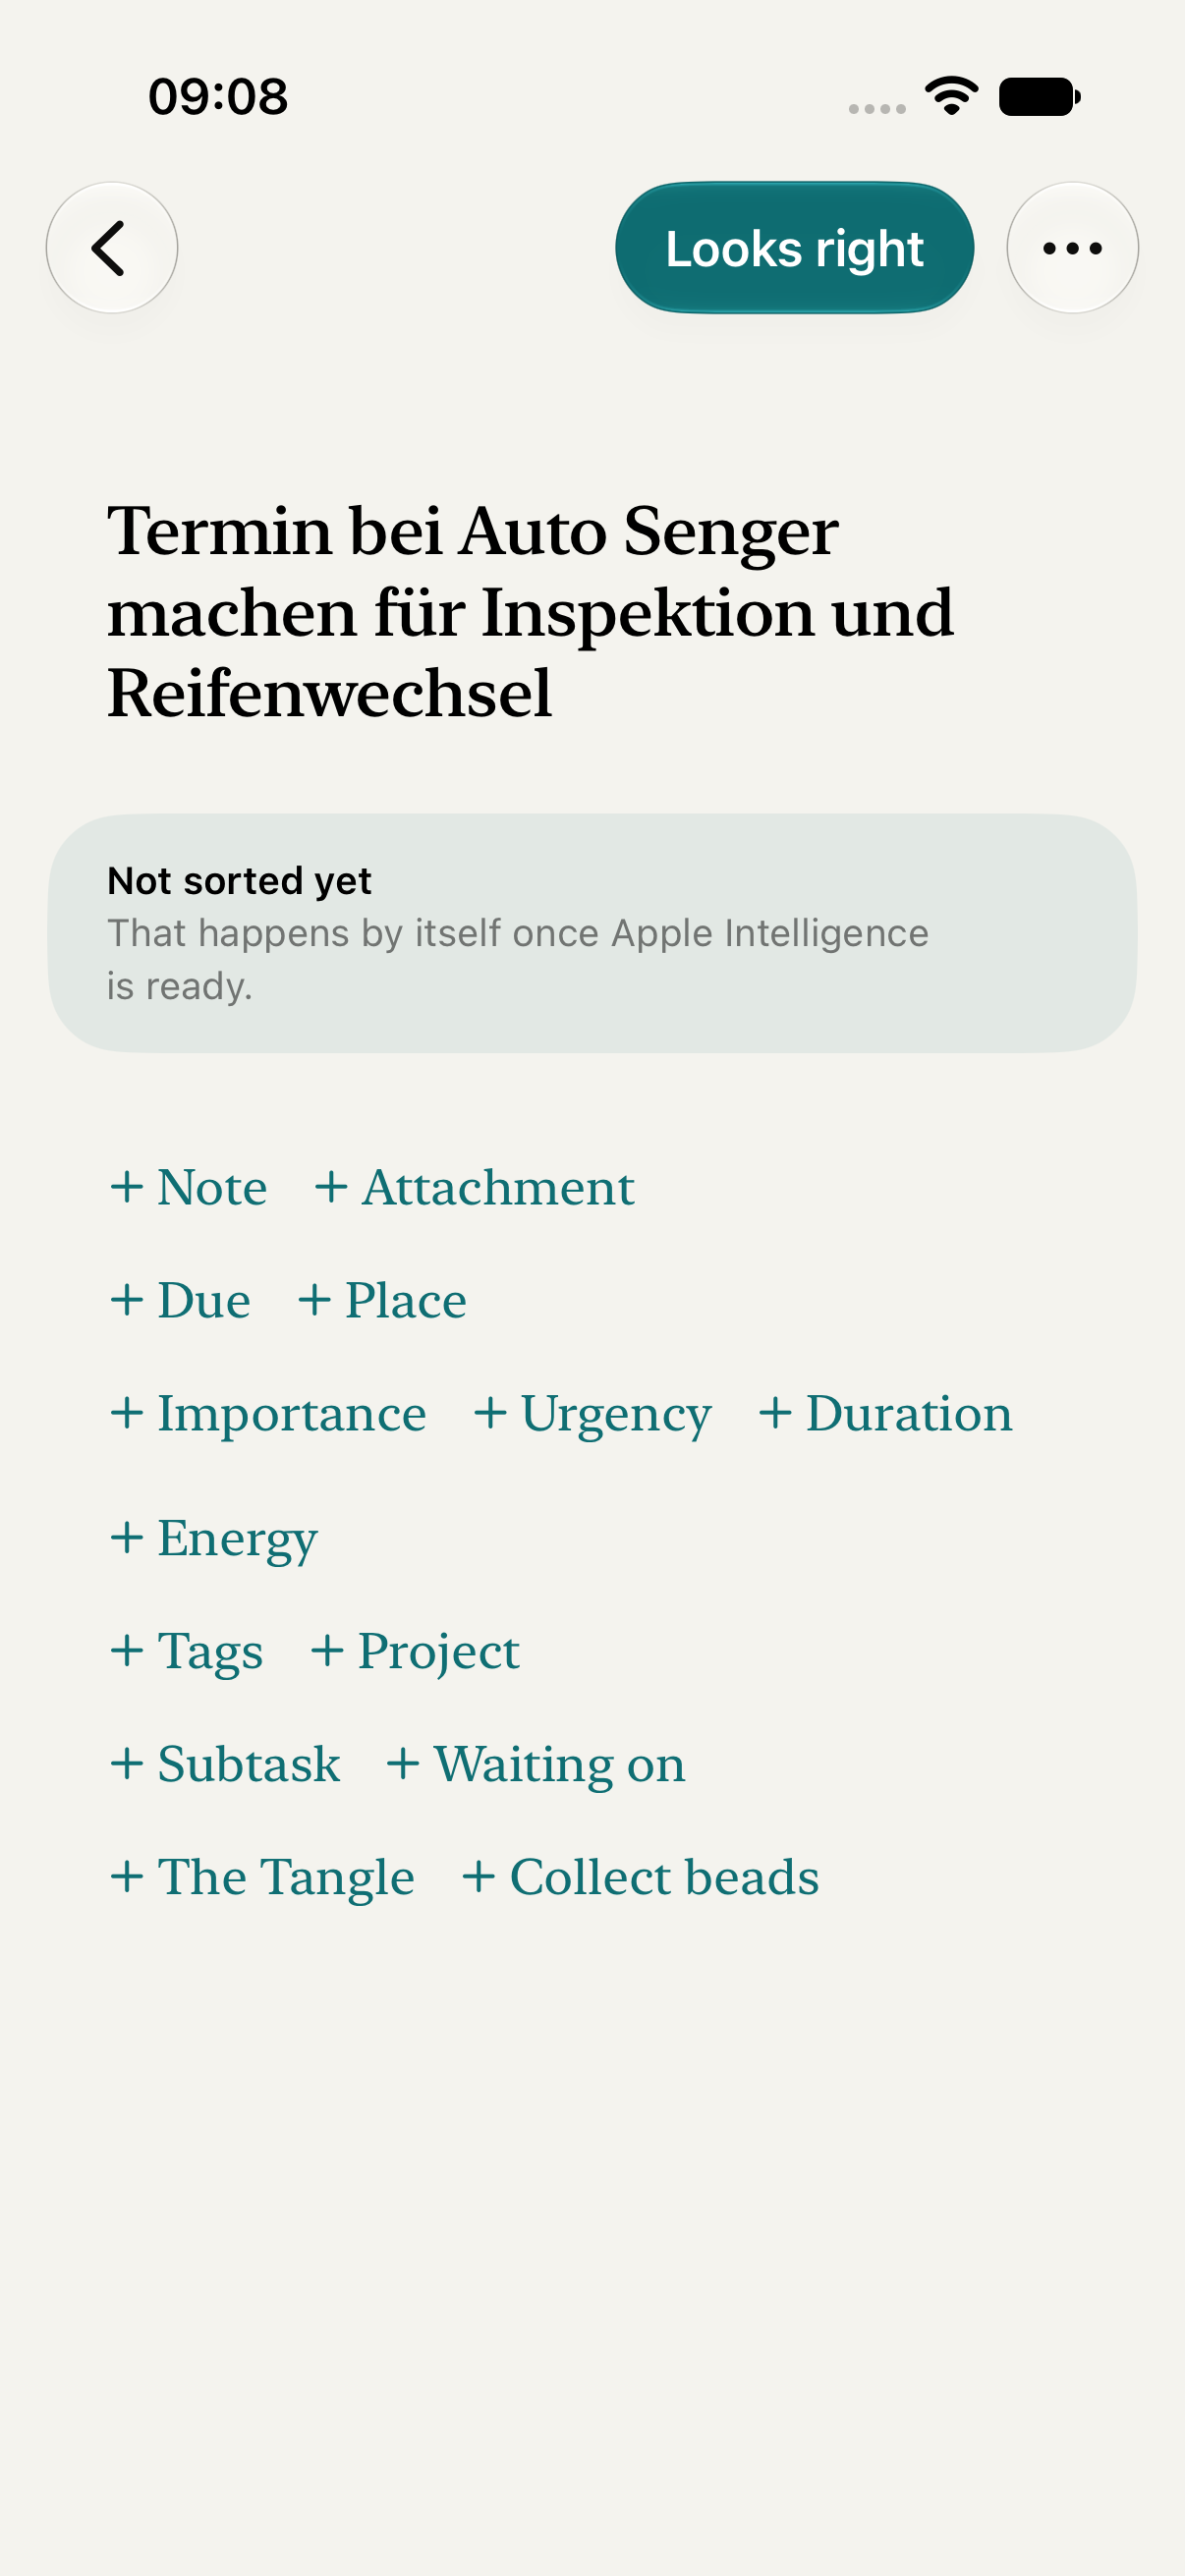 09:08
Looks right
Termin bei Auto Senger
machen für Inspektion und
Reifenwechsel
Not sorted yet
That happens by itself once Apple Intelligence
is ready.
+ Note + Attachment
+ Due + Place
+ Importance + Urgency + Duration
+ Energy
+ Tags + Project
+ Subtask + Waiting on
+ The Tangle + Collect beads